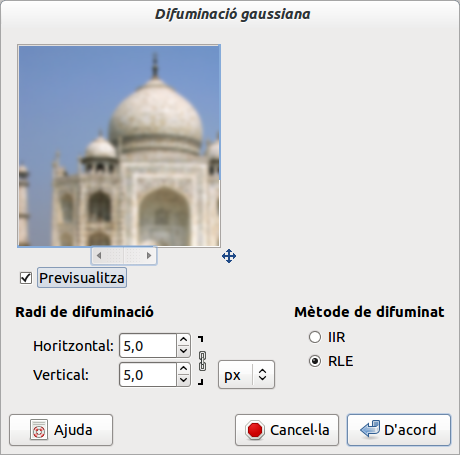 Difuminació gaussiana
Previsualitza
Radi de difuminació
Horitzontal: 5,0
Vertical: 5,0 px
Mètode de difuminat
IIR
RLE
Ajuda
Cancel·la
D'acord